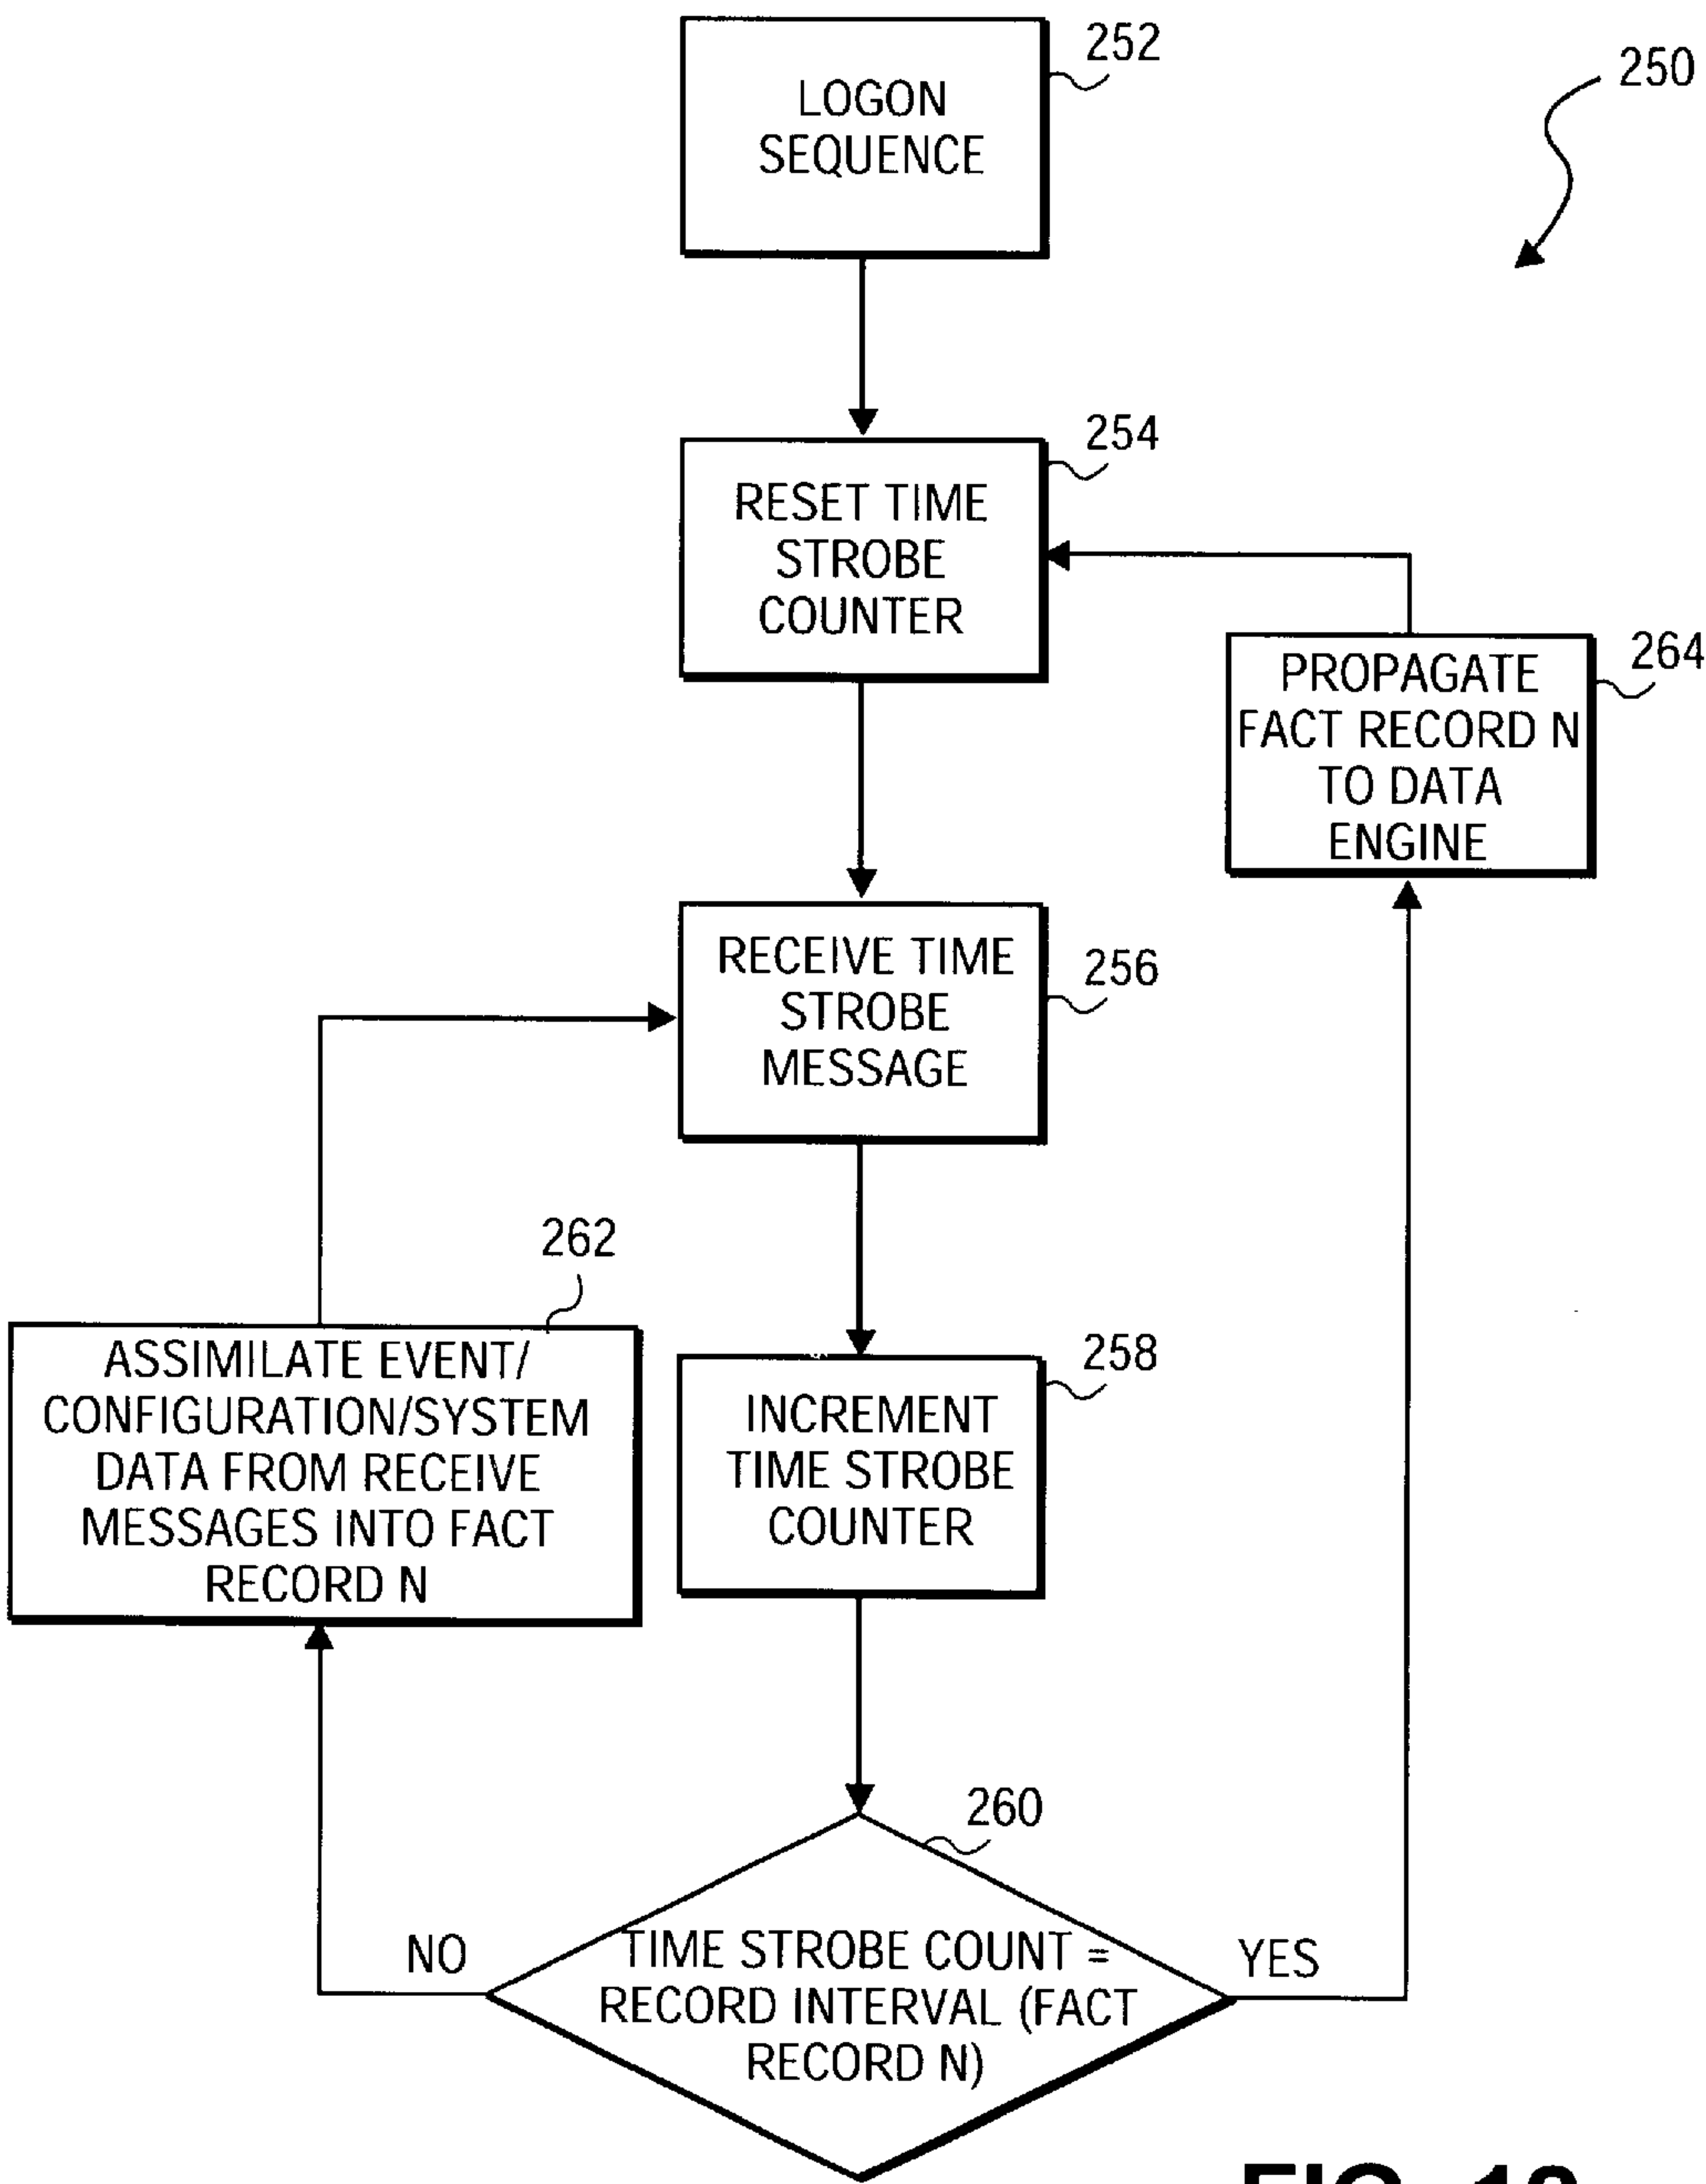 252
250
LOGON
SEQUENCE
254
RESET TIME
STROBE
COUNTER
264
PROPAGATE
FACT RECORD N
TO DATA
ENGINE
256
RECEIVE TIME
STROBE
MESSAGE
262
ASSIMILATE EVENT/
CONFIGURATION/SYSTEM
DATA FROM RECEIVE
MESSAGES INTO FACT
RECORD N
258
INCREMENT
TIME STROBE
COUNTER
260
NO
TIME STROBE COUNT =
RECORD INTERVAL (FACT
RECORD N)
YES